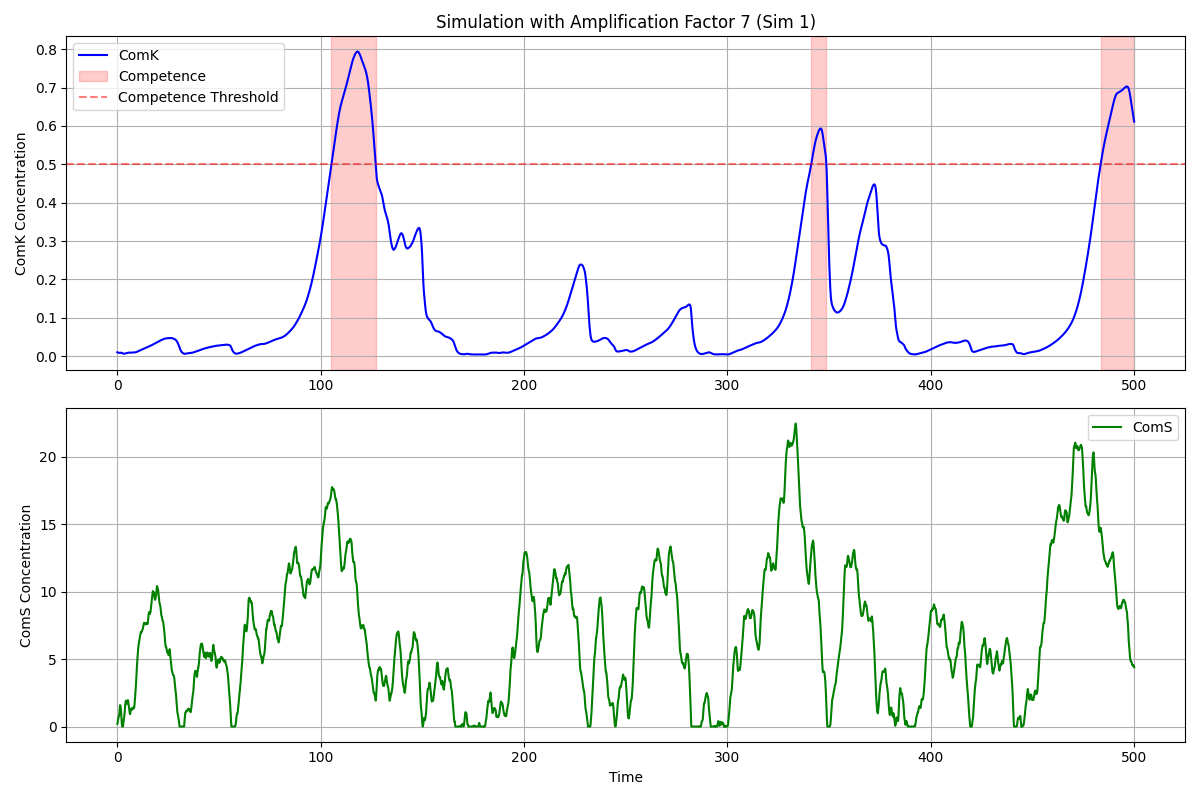 Simulation with Amplification Factor 7 (Sim 1)
ComK Concentration
0.8
0.7
0.6
0.5
0.4
0.3
0.2
0.1
0.0
ComK
Competence
Competence Threshold
0 100 200 300 400 500
ComS Concentration
20
15
10
5
0
ComS
0 100 200 300 400 500
Time